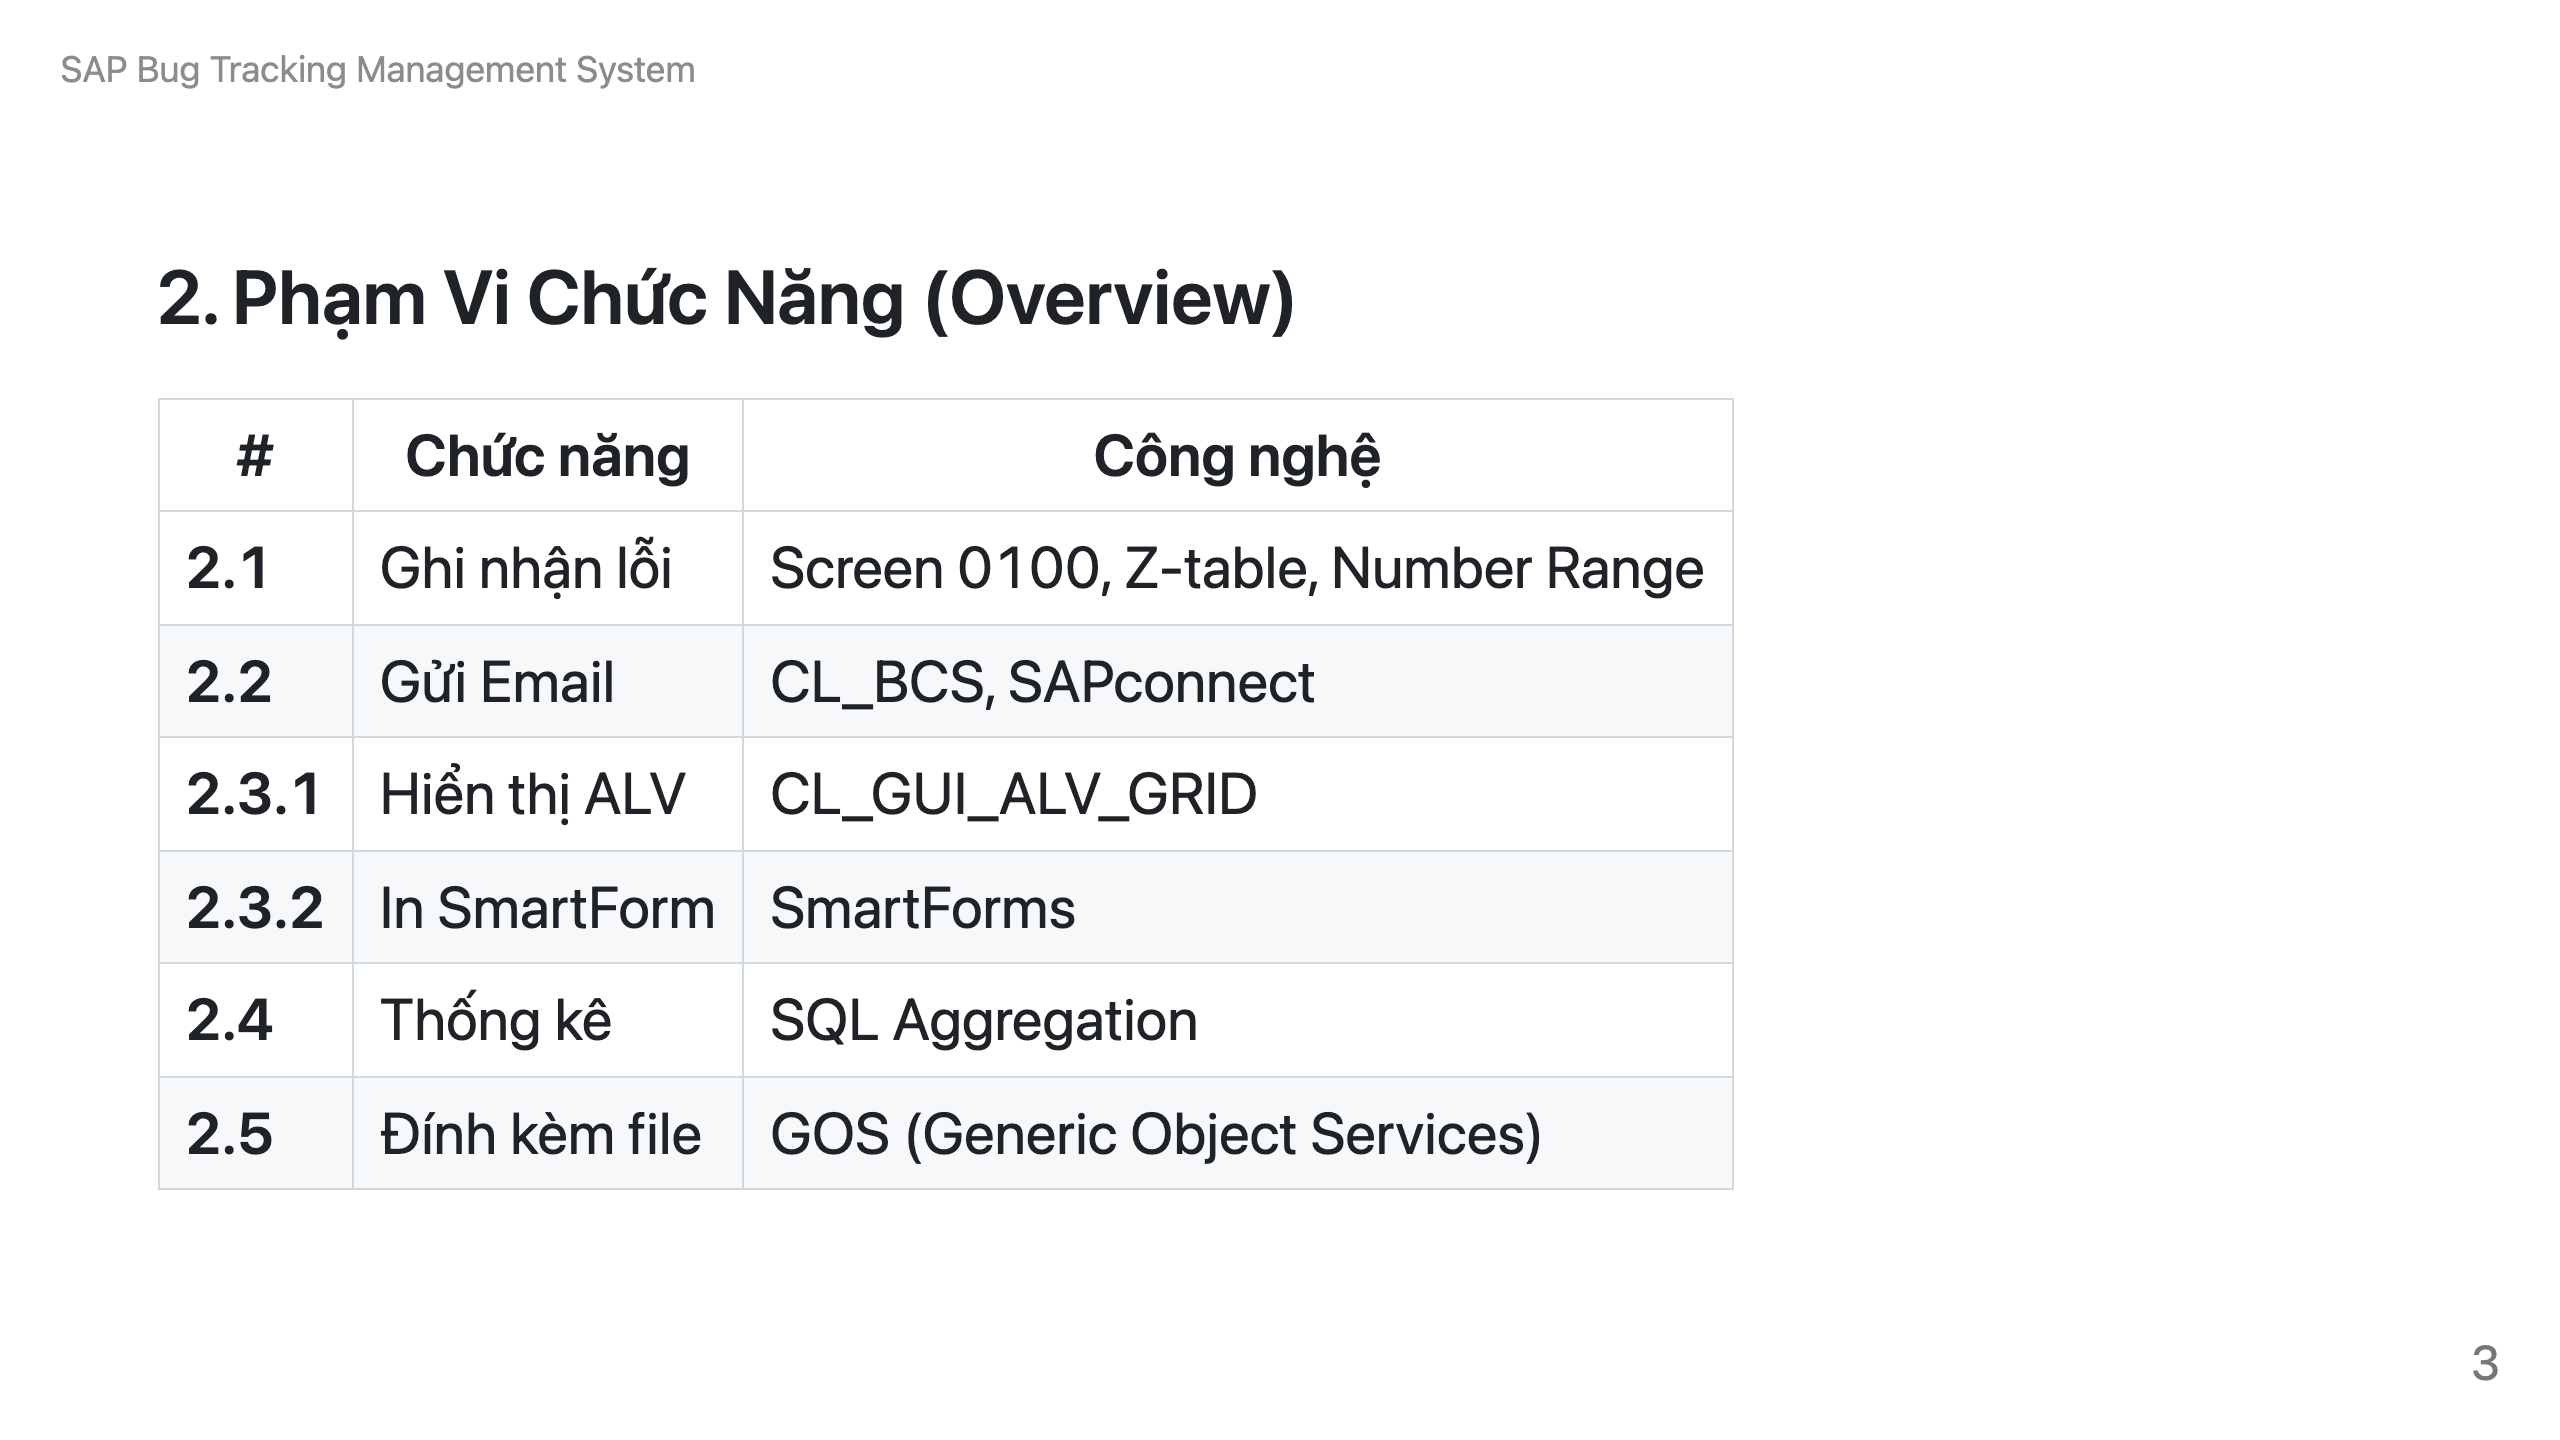 SAP Bug Tracking Management System
2. Phạm Vi Chức Năng (Overview)
# Chức năng Công nghệ
2.1 Ghi nhận lỗi Screen 0100, Z-table, Number Range
2.2 Gửi Email CL_BCS, SAPconnect
2.3.1 Hiển thị ALV CL_GUI_ALV_GRID
2.3.2 In SmartForm SmartForms
2.4 Thống kê SQL Aggregation
2.5 Đính kèm file GOS (Generic Object Services)
3